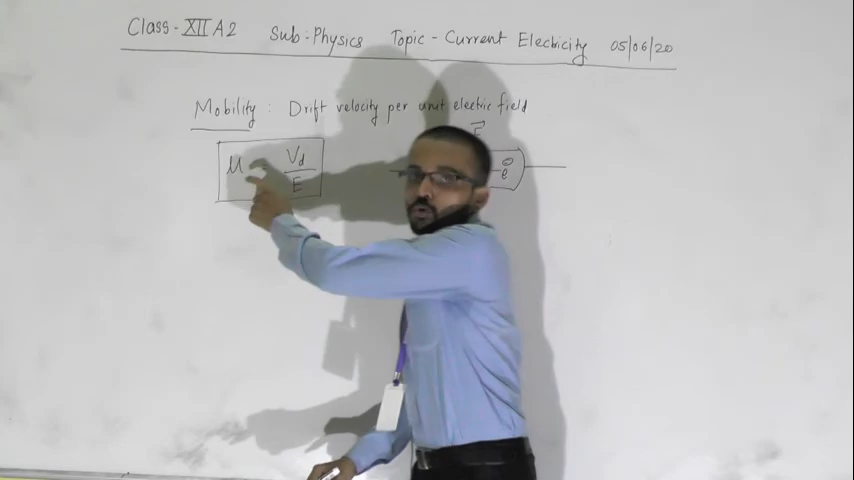 Class-XII A2 Sub:Physics Topic-Current Electricity 05/06/20
Mobility : Drift velocity per unit electric field
E
μ = Vd/E
e